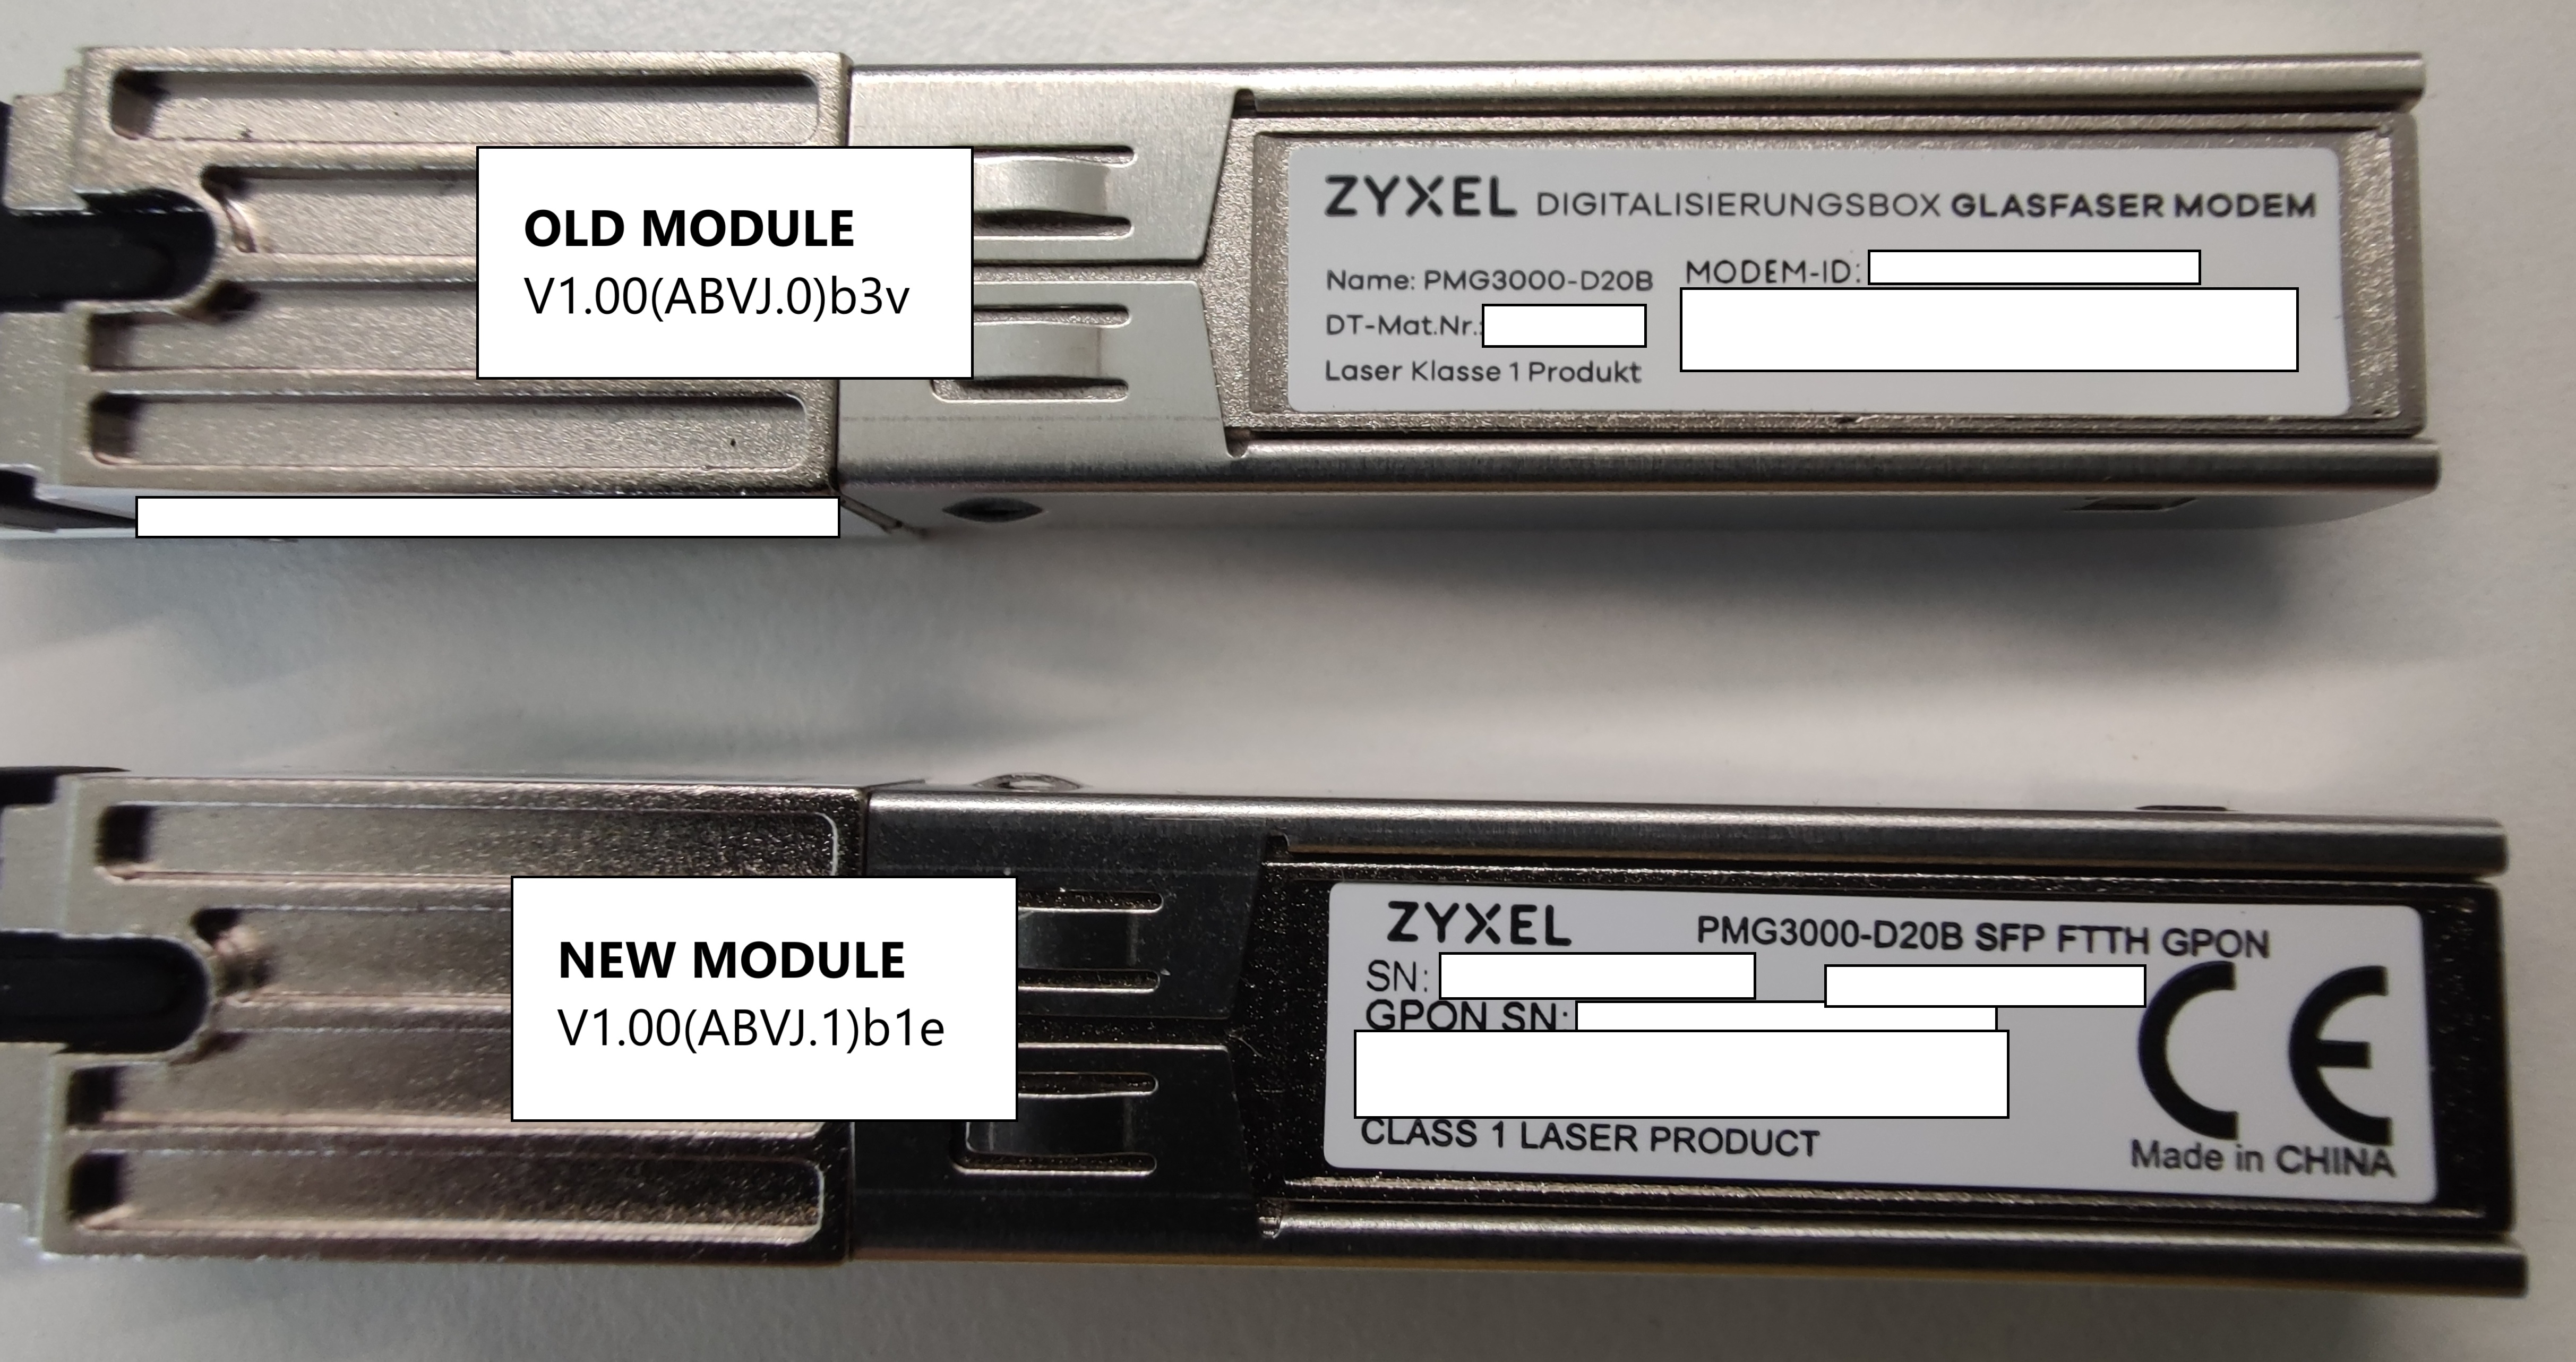 OLD MODULE
V1.00(ABVJ.0)b3v
ZYXEL DIGITALISIERUNGSBOX GLASFASER MODEM
Name: PMG3000-D20B
MODEM-ID:
DT-Mat.Nr.:
Laser Klasse 1 Produkt
NEW MODULE
V1.00(ABVJ.1)b1e
ZYXEL PMG3000-D20B SFP FTTH GPON
SN:
GPON SN:
CE
CLASS 1 LASER PRODUCT
Made in CHINA